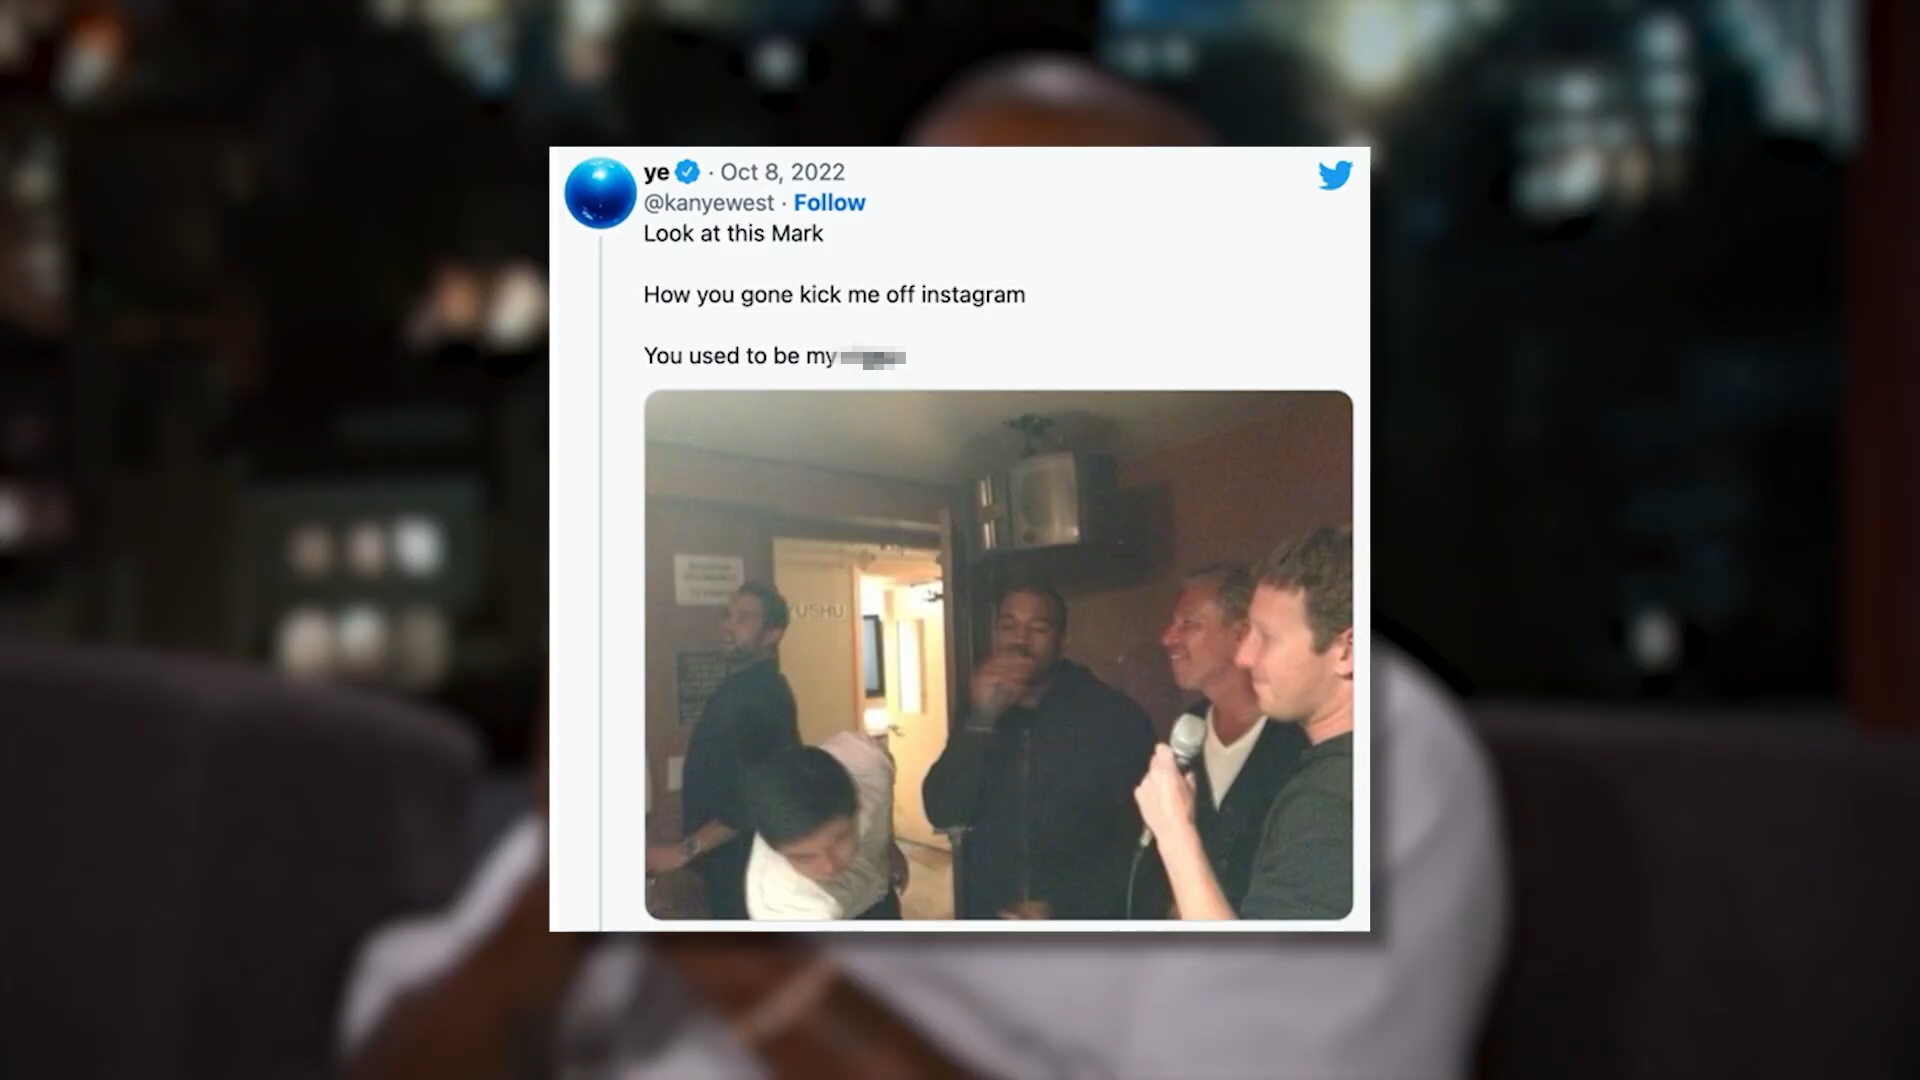 ye · Oct 8, 2022
@kanyewest · Follow
Look at this Mark
How you gone kick me off instagram
You used to be my
USHU